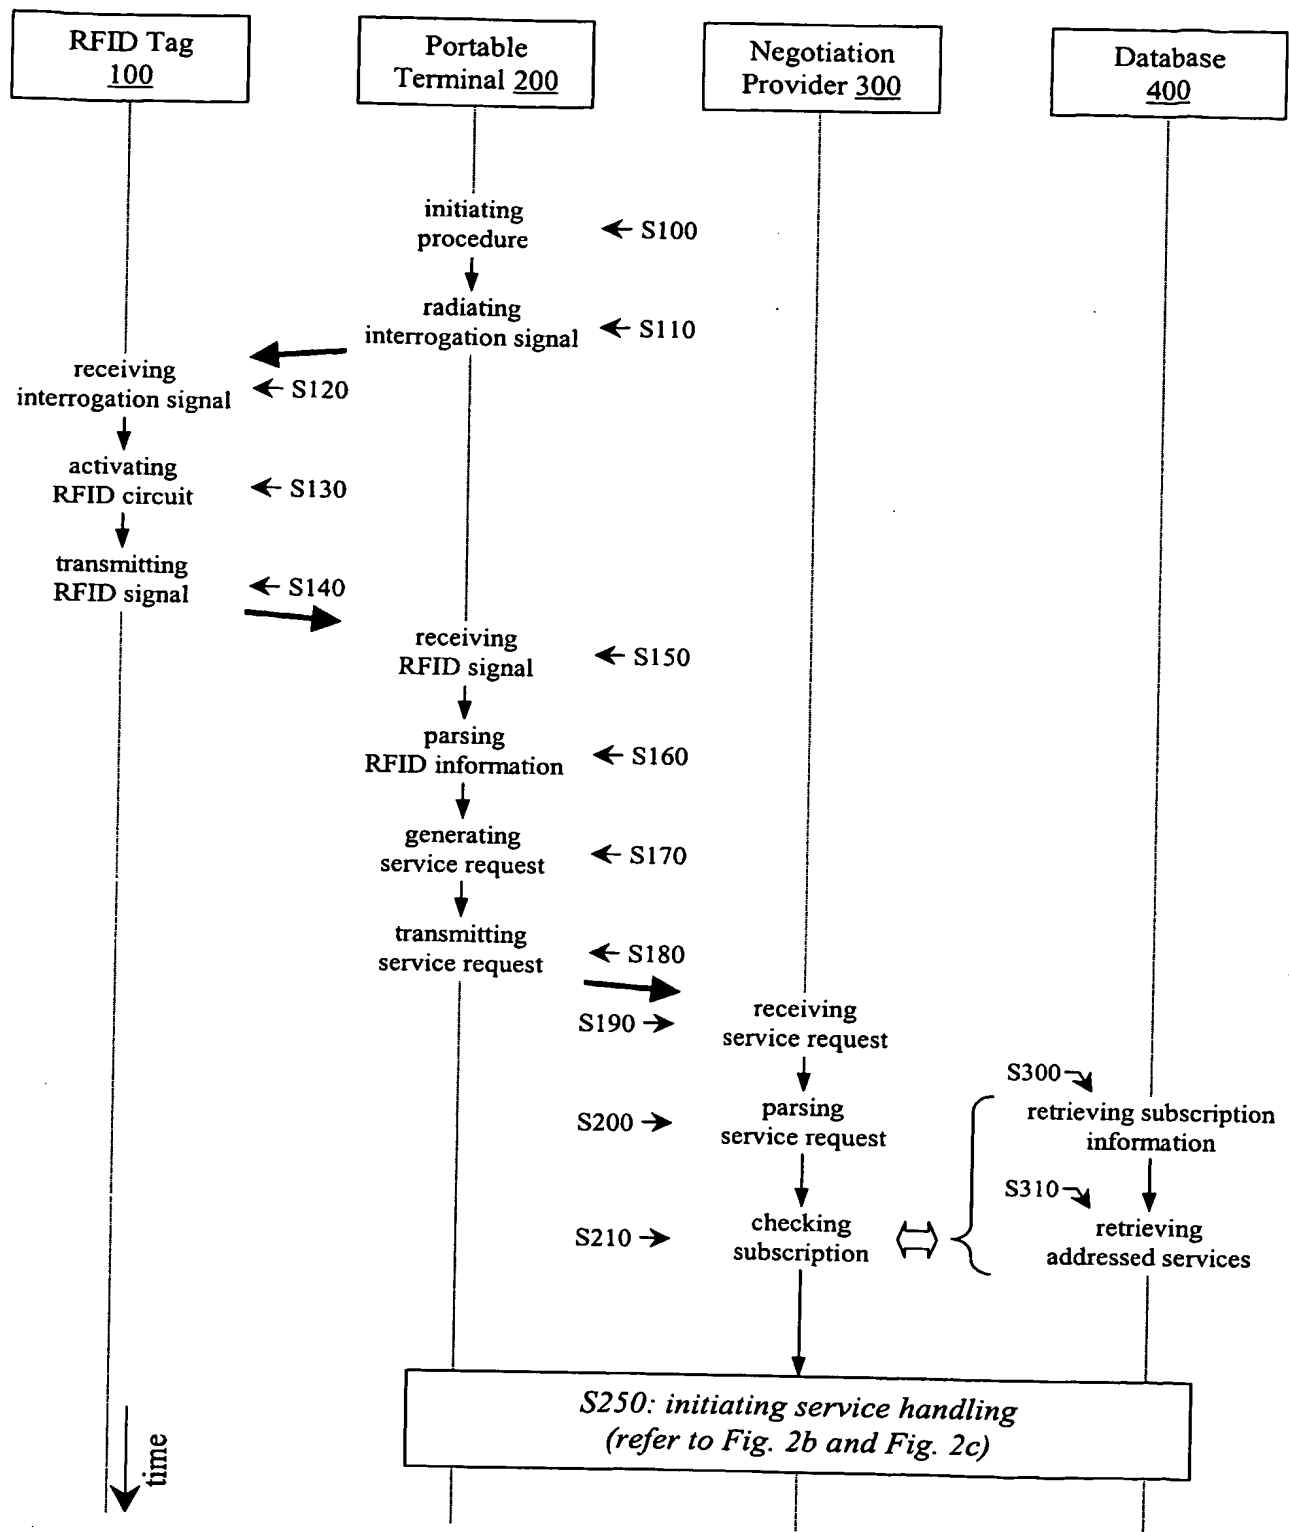 RFID Tag
100
Portable
Terminal 200
Negotiation
Provider 300
Database
400
initiating
procedure
S100
radiating
interrogation signal
S110
receiving
interrogation signal
S120
activating
RFID circuit
S130
transmitting
RFID signal
S140
receiving
RFID signal
S150
parsing
RFID information
S160
generating
service request
S170
transmitting
service request
S180
S190
receiving
service request
S300
retrieving subscription
information
S200
parsing
service request
S310
retrieving
addressed services
S210
checking
subscription
S250: initiating service handling
(refer to Fig. 2b and Fig. 2c)
time